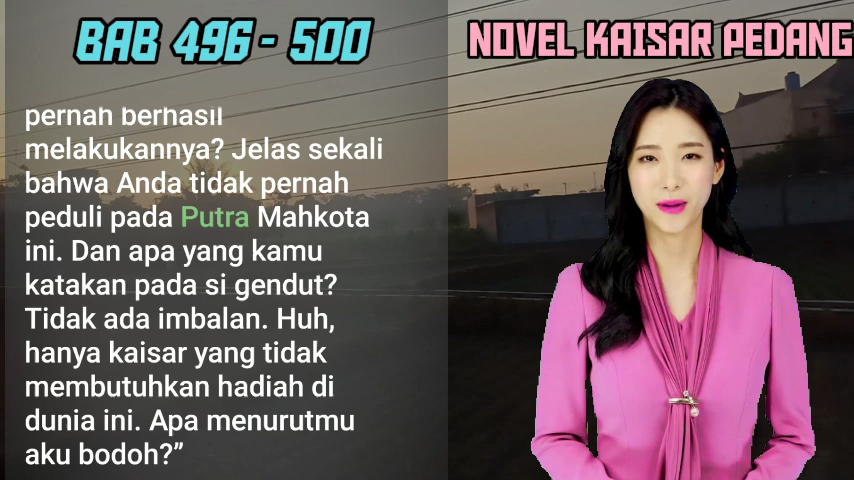 BAB 496 - 500
NOVEL KAISAR PEDANG
pernah berhasil
melakukannya? Jelas sekali
bahwa Anda tidak pernah
peduli pada Putra Mahkota
ini. Dan apa yang kamu
katakan pada si gendut?
Tidak ada imbalan. Huh,
hanya kaisar yang tidak
membutuhkan hadiah di
dunia ini. Apa menurutmu
aku bodoh?”